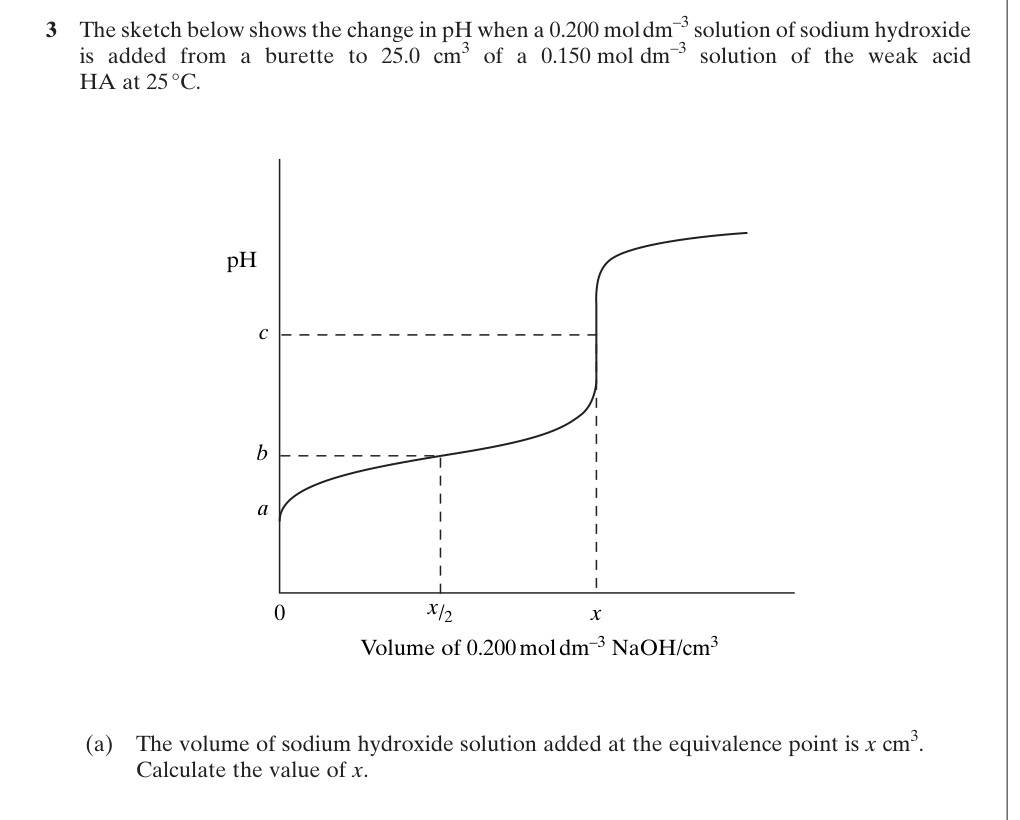 3 The sketch below shows the change in pH when a 0.200 mol dm⁻³ solution of sodium hydroxide
is added from a burette to 25.0 cm³ of a 0.150 mol dm⁻³ solution of the weak acid
HA at 25 °C.
pH
c
b
a
0 x/2 x
Volume of 0.200 mol dm⁻³ NaOH/cm³
(a) The volume of sodium hydroxide solution added at the equivalence point is x cm³.
Calculate the value of x.